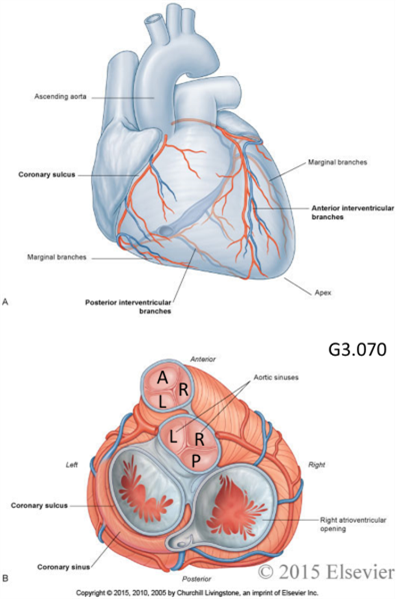 Ascending aorta
Coronary sulcus
Marginal branches
Anterior interventricular
branches
Marginal branches
Posterior interventricular
branches
Apex
A
G3.070
Anterior
Aortic sinuses
A
R
L
L
R
P
Left
Right
Coronary sulcus
Right atrioventricular
opening
Coronary sinus
B
Posterior
© 2015 Elsevier
Copyright © 2015, 2010, 2005 by Churchill Livingstone, an imprint of Elsevier Inc.